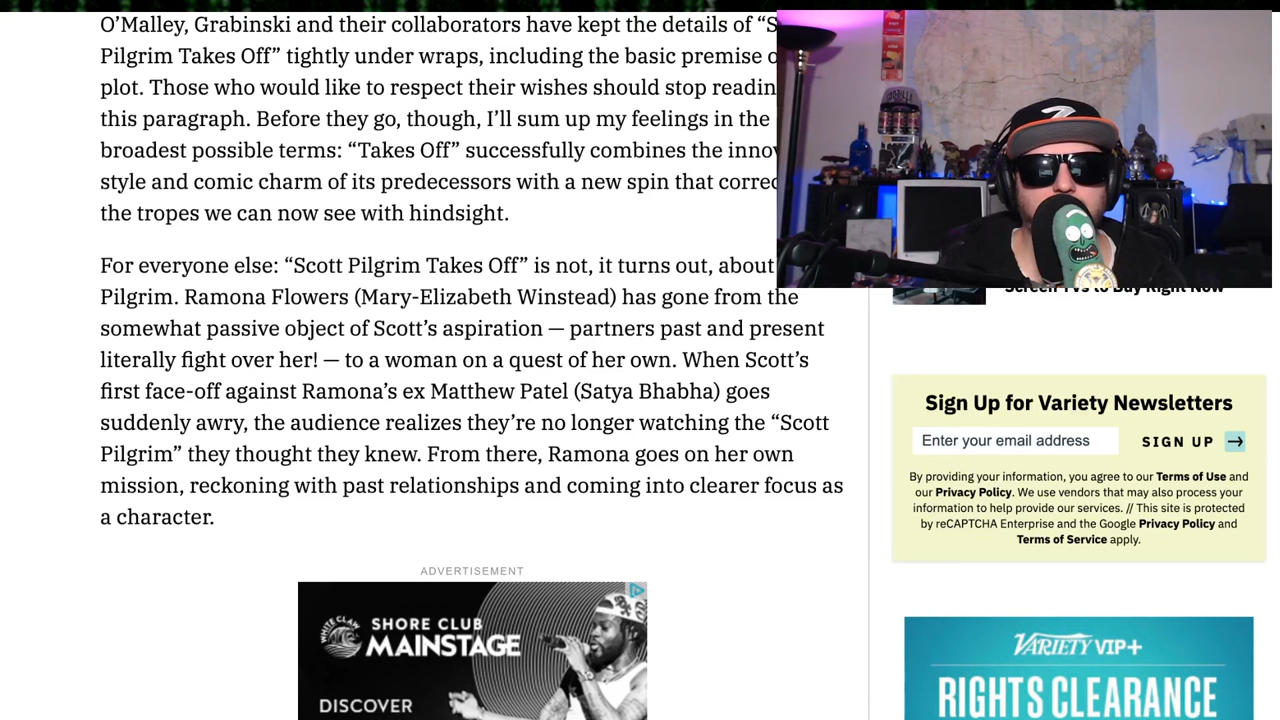 O’Malley, Grabinski and their collaborators have kept the details of “S
Pilgrim Takes Off” tightly under wraps, including the basic premise o
plot. Those who would like to respect their wishes should stop readin
this paragraph. Before they go, though, I’ll sum up my feelings in the
broadest possible terms: “Takes Off” successfully combines the innov
style and comic charm of its predecessors with a new spin that correc
the tropes we can now see with hindsight.
For everyone else: “Scott Pilgrim Takes Off” is not, it turns out, about
Pilgrim. Ramona Flowers (Mary-Elizabeth Winstead) has gone from the
somewhat passive object of Scott’s aspiration — partners past and present
literally fight over her! — to a woman on a quest of her own. When Scott’s
first face-off against Ramona’s ex Matthew Patel (Satya Bhabha) goes
suddenly awry, the audience realizes they’re no longer watching the “Scott
Pilgrim” they thought they knew. From there, Ramona goes on her own
mission, reckoning with past relationships and coming into clearer focus as
a character.
ADVERTISEMENT
WHITE CLAW
SHORE CLUB
MAINSTAGE
DISCOVER
Screen TVs to Buy Right Now
Sign Up for Variety Newsletters
Enter your email address
SIGN UP
By providing your information, you agree to our Terms of Use and
our Privacy Policy. We use vendors that may also process your
information to help provide our services. // This site is protected
by reCAPTCHA Enterprise and the Google Privacy Policy and
Terms of Service apply.
VARIETY VIP+
RIGHTS CLEARANCE